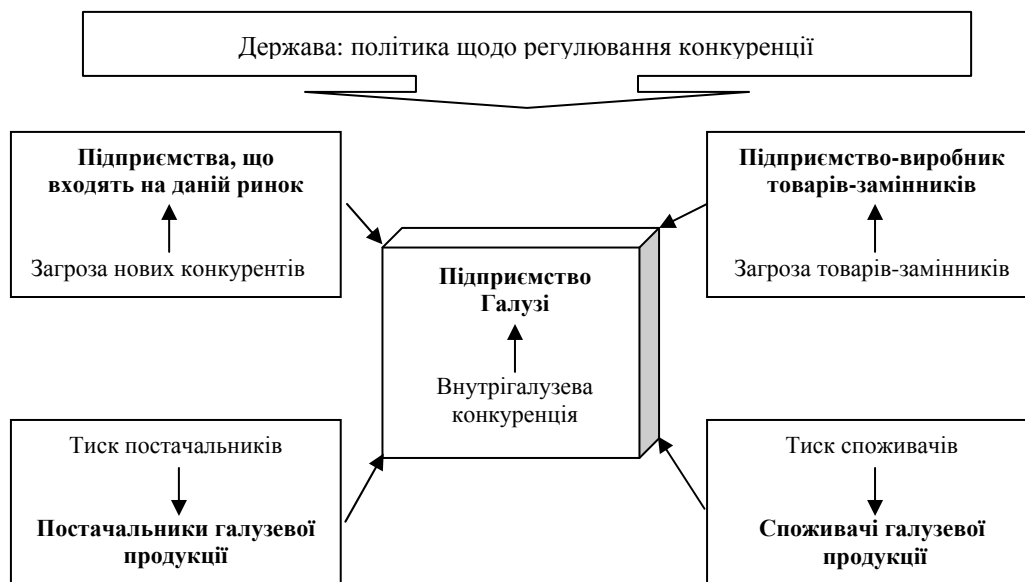 Держава: політика щодо регулювання конкуренції
Підприємства, що
входять на даній ринок
Загроза нових конкурентів
Підприємство-виробник
товарів-замінників
Загроза товарів-замінників
Підприємство
Галузі
Внутрігалузева
конкуренція
Тиск постачальників
Постачальники галузевої
продукції
Тиск споживачів
Споживачі галузевої
продукції